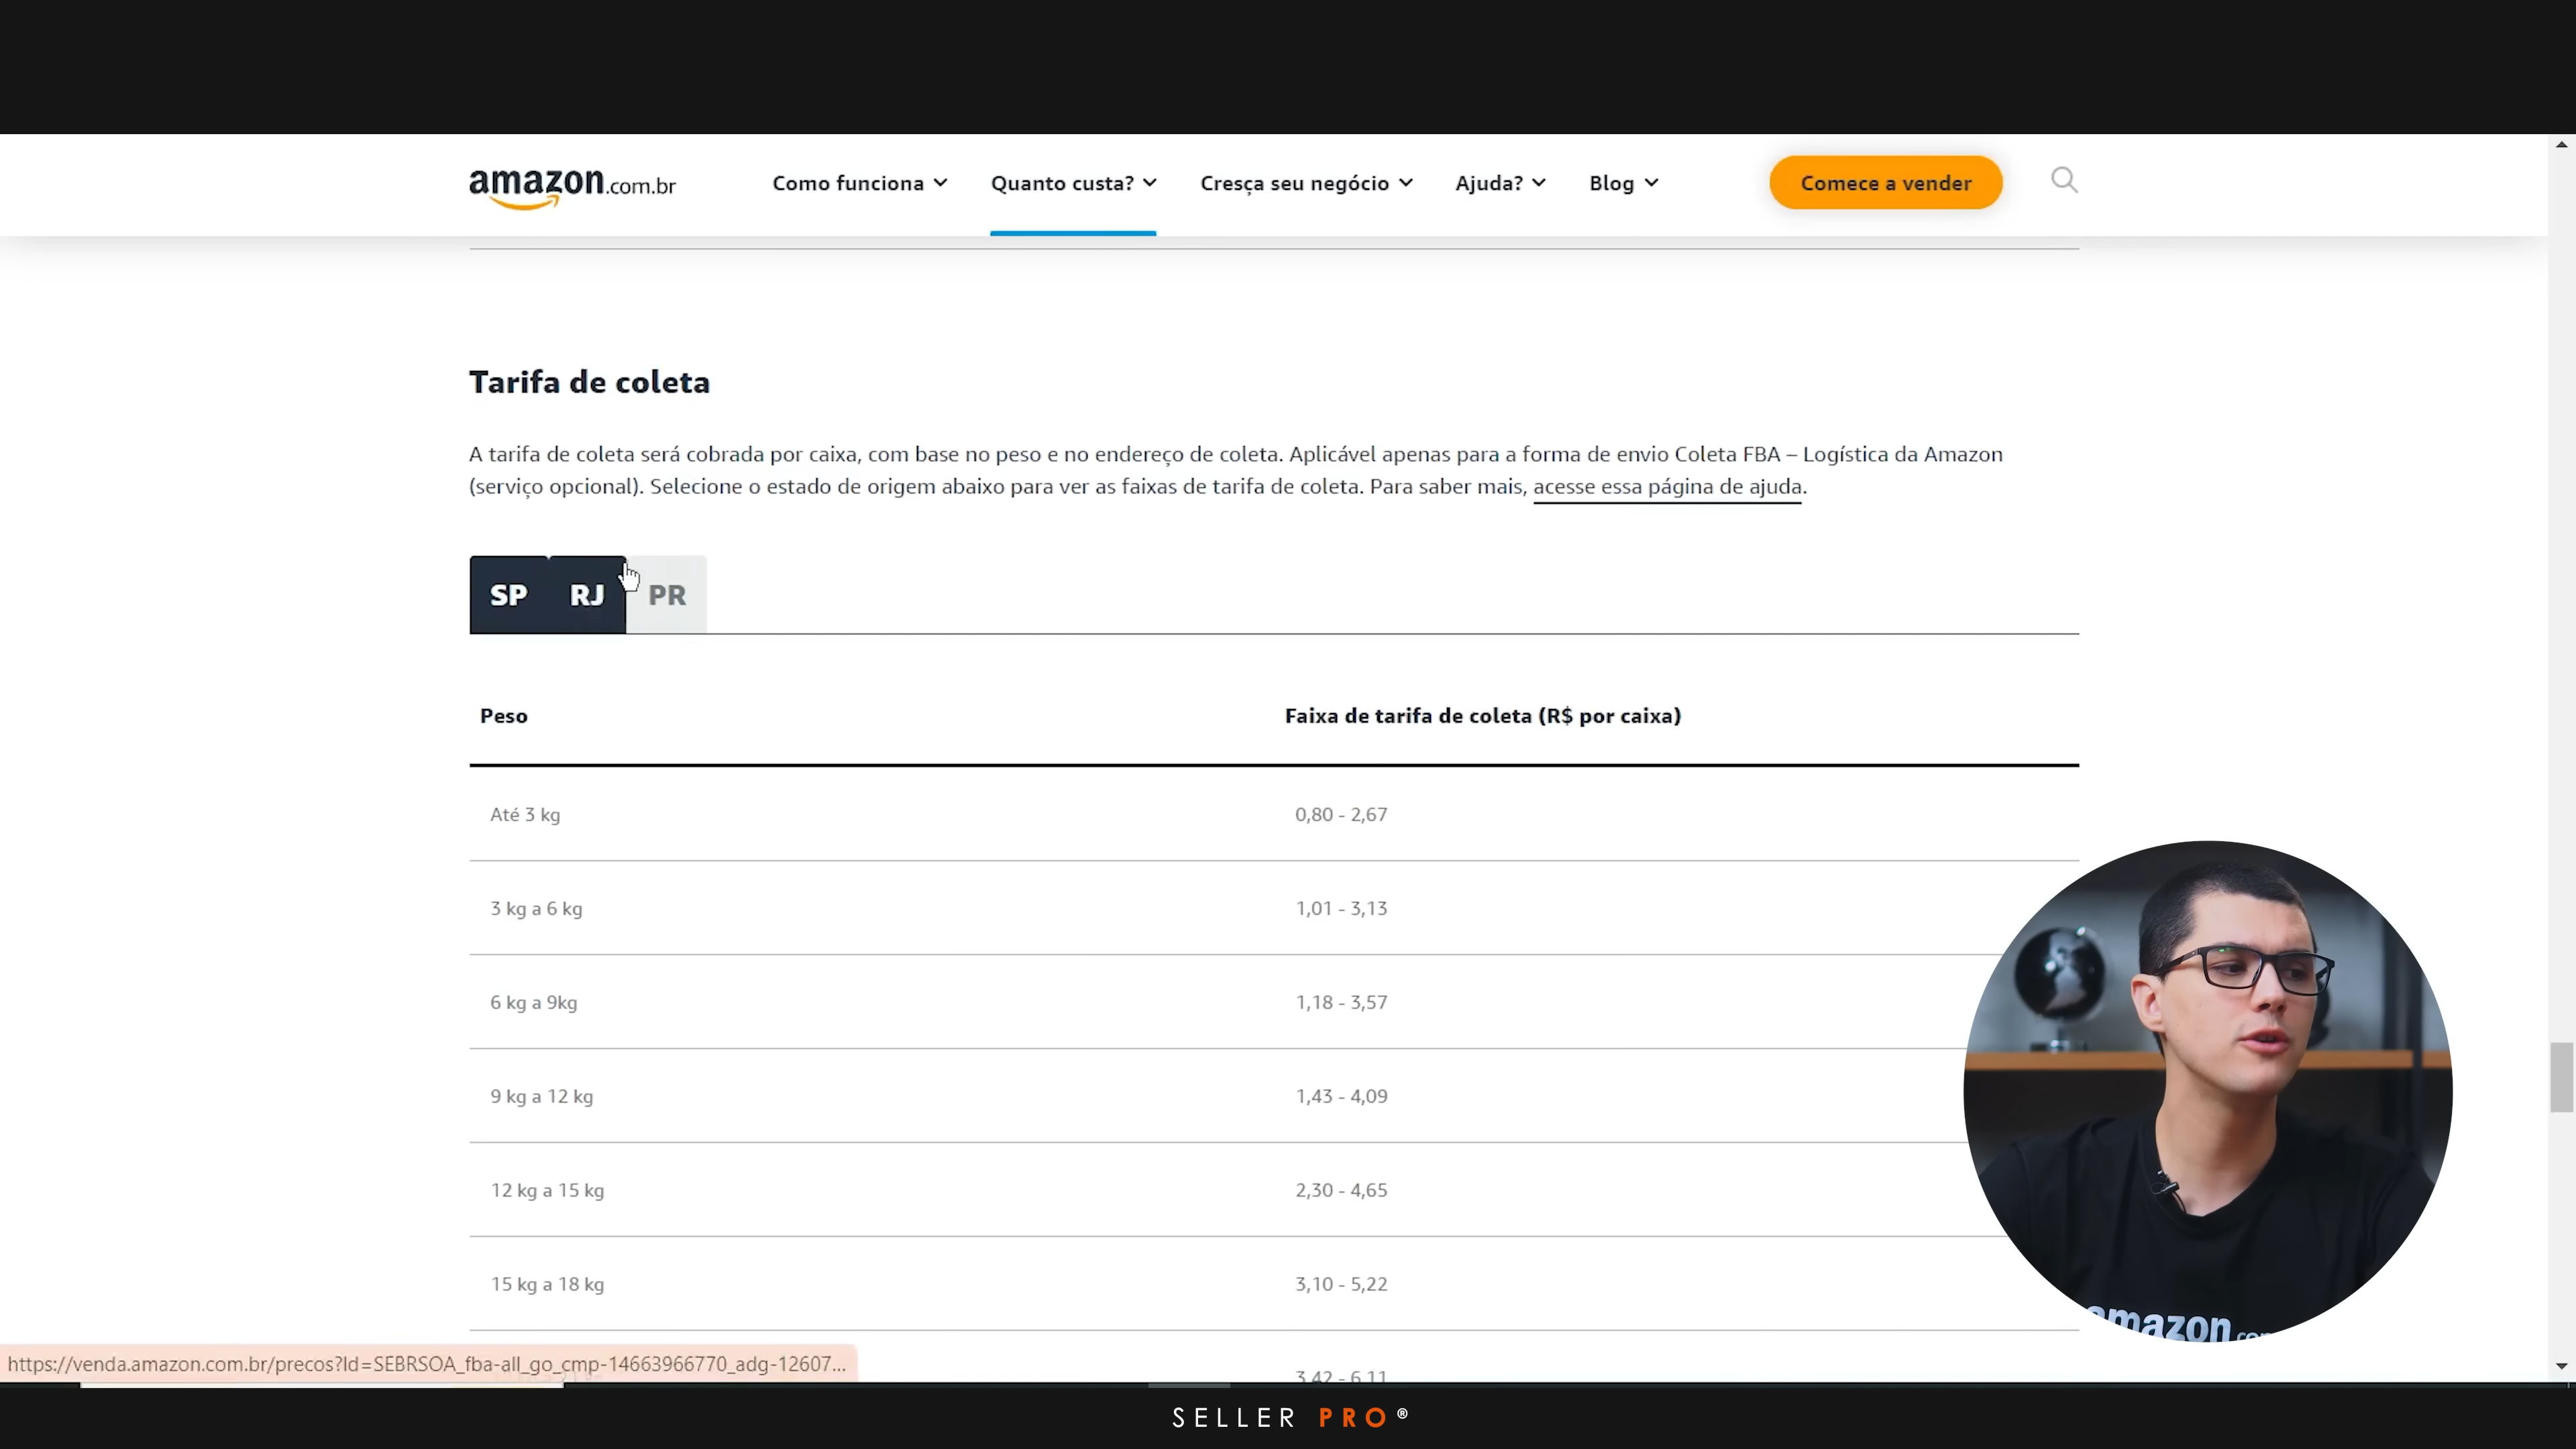 amazon.com.br
Como funciona
Quanto custa?
Cresça seu negócio
Ajuda?
Blog
Comece a vender
Tarifa de coleta
A tarifa de coleta será cobrada por caixa, com base no peso e no endereço de coleta. Aplicável apenas para a forma de envio Coleta FBA – Logística da Amazon
(serviço opcional). Selecione o estado de origem abaixo para ver as faixas de tarifa de coleta. Para saber mais, acesse essa página de ajuda.
SP RJ PR
Peso Faixa de tarifa de coleta (R$ por caixa)
Até 3 kg 0,80 - 2,67
3 kg a 6 kg 1,01 - 3,13
6 kg a 9kg 1,18 - 3,57
9 kg a 12 kg 1,43 - 4,09
12 kg a 15 kg 2,30 - 4,65
15 kg a 18 kg 3,10 - 5,22
3,42 - 6,11
amazon
https://venda.amazon.com.br/precos?ld=SEBRSOA_fba-all_go_cmp-14663966770_adg-12607...
SELLER PRO®